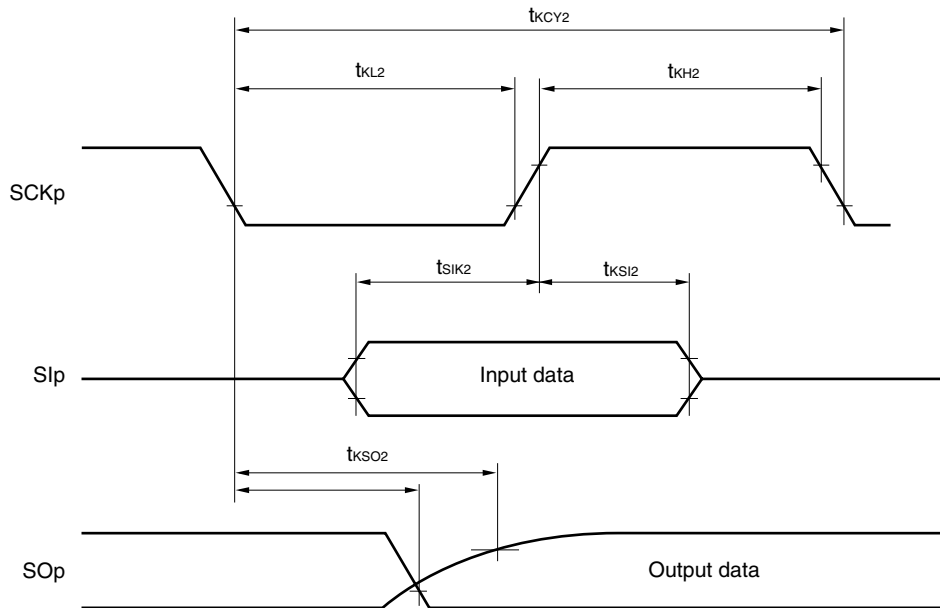 tKCY2
tKL2
tKH2
SCKp
tSIK2
tKSI2
SIp
Input data
tKSO2
SOp
Output data